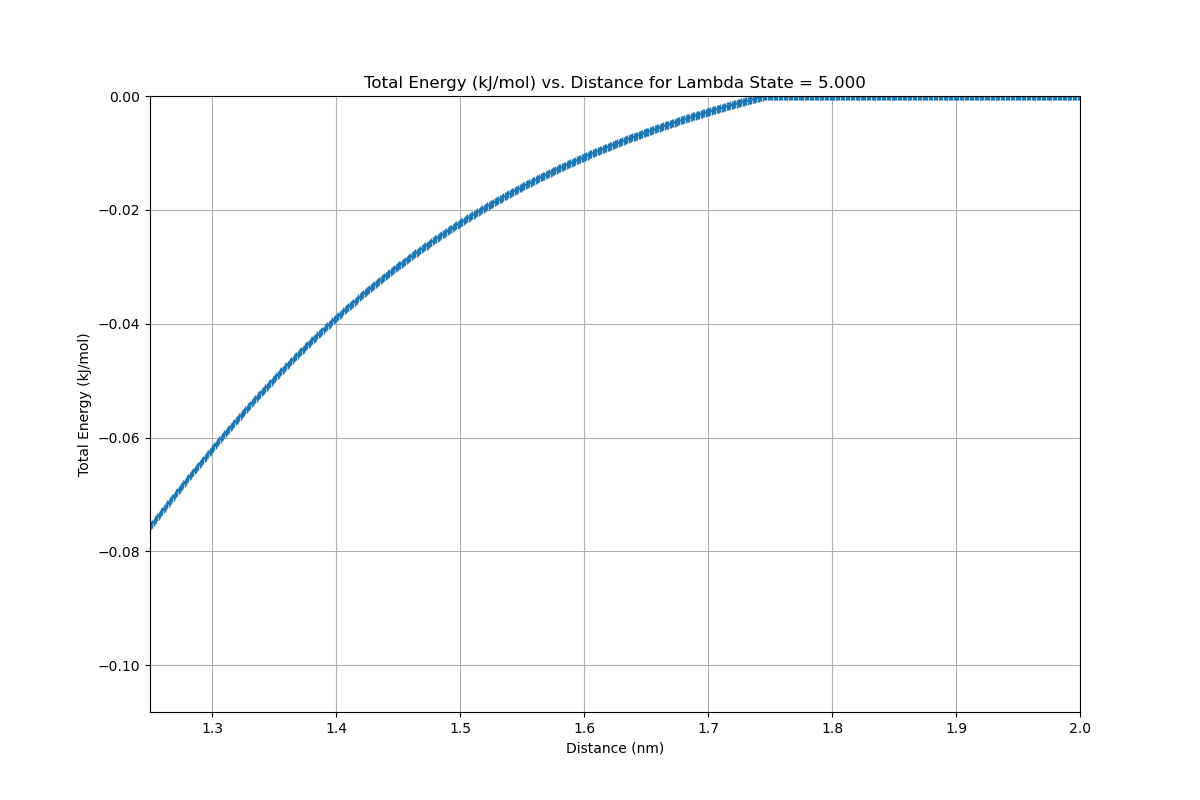 Total Energy (kJ/mol) vs. Distance for Lambda State = 5.000
0.00
−0.02
−0.04
−0.06
−0.08
−0.10
Total Energy (kJ/mol)
1.3 1.4 1.5 1.6 1.7 1.8 1.9 2.0
Distance (nm)